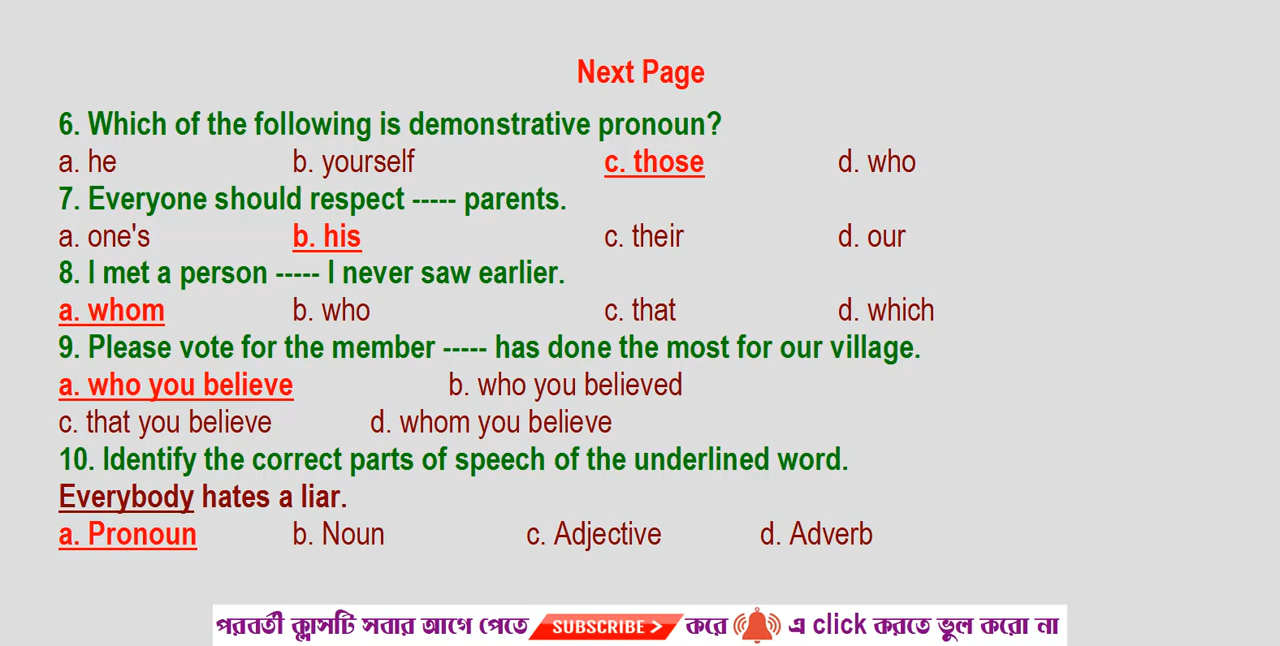 Next Page
6. Which of the following is demonstrative pronoun?
a. he b. yourself c. those d. who
7. Everyone should respect ----- parents.
a. one's b. his c. their d. our
8. I met a person ----- I never saw earlier.
a. whom b. who c. that d. which
9. Please vote for the member ----- has done the most for our village.
a. who you believe b. who you believed
c. that you believe d. whom you believe
10. Identify the correct parts of speech of the underlined word.
Everybody hates a liar.
a. Pronoun b. Noun c. Adjective d. Adverb
পরবর্তী ক্লাসটি সবার আগে পেতে SUBSCRIBE > করে এ click করতে ভুল করো না